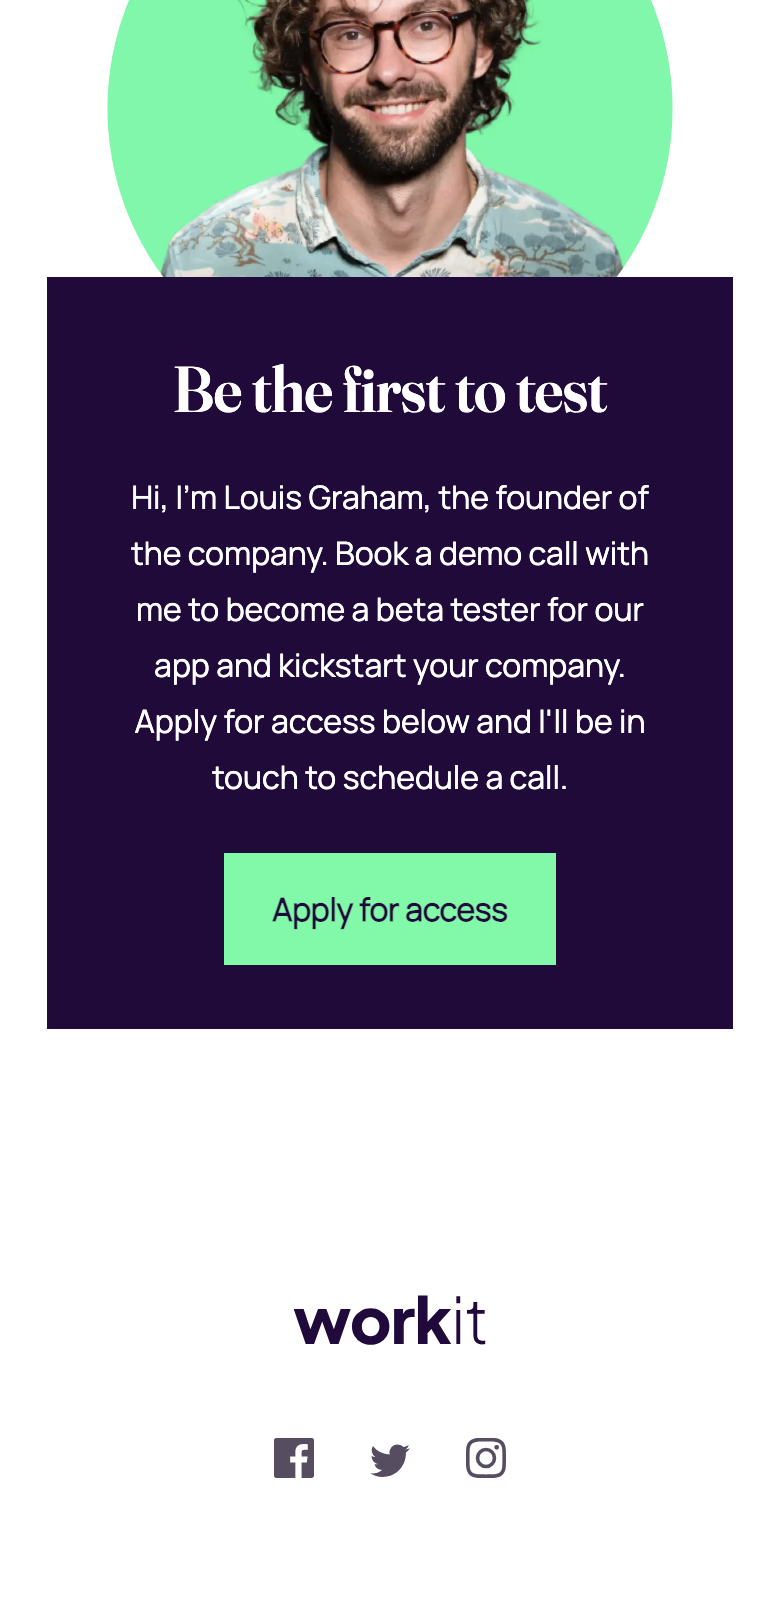 Be the first to test
Hi, I’m Louis Graham, the founder of
the company. Book a demo call with
me to become a beta tester for our
app and kickstart your company.
Apply for access below and I'll be in
touch to schedule a call.
Apply for access
workit